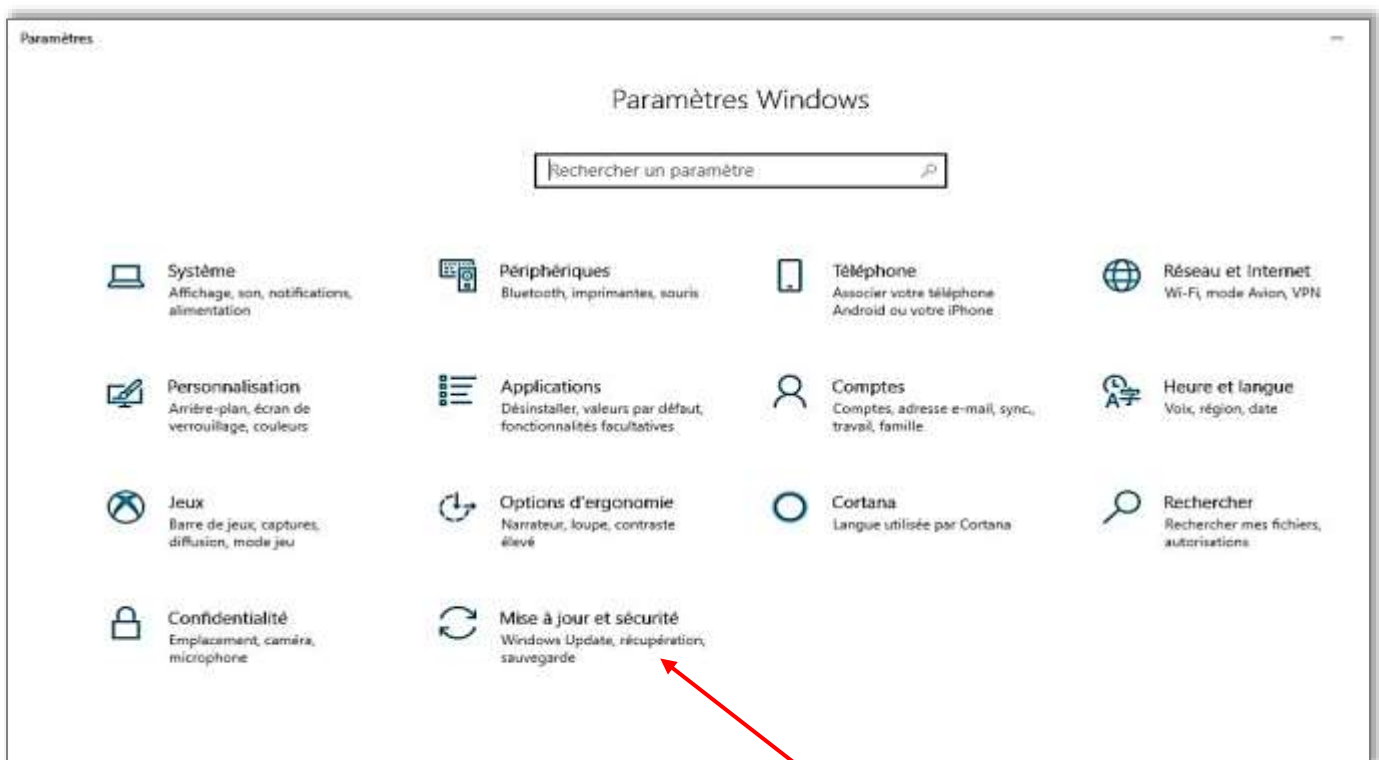 Paramètres
Paramètres Windows
Rechercher un paramètre
Système
Affichage, son, notifications,
alimentation
Périphériques
Bluetooth, imprimantes, souris
Téléphone
Associer votre téléphone
Android ou votre iPhone
Réseau et Internet
Wi-Fi, mode Avion, VPN
Personnalisation
Arrière-plan, écran de
verrouillage, couleurs
Applications
Désinstaller, valeurs par défaut,
fonctionnalités facultatives
Comptes
Comptes, adresse e-mail, sync.,
travail, famille
Heure et langue
Voix, région, date
Jeux
Barre de jeux, captures,
diffusion, mode jeu
Options d'ergonomie
Narrateur, loupe, contraste
élevé
Cortana
Langue utilisée par Cortana
Rechercher
Rechercher mes fichiers,
autorisations
Confidentialité
Emplacement, caméra,
microphone
Mise à jour et sécurité
Windows Update, récupération,
sauvegarde